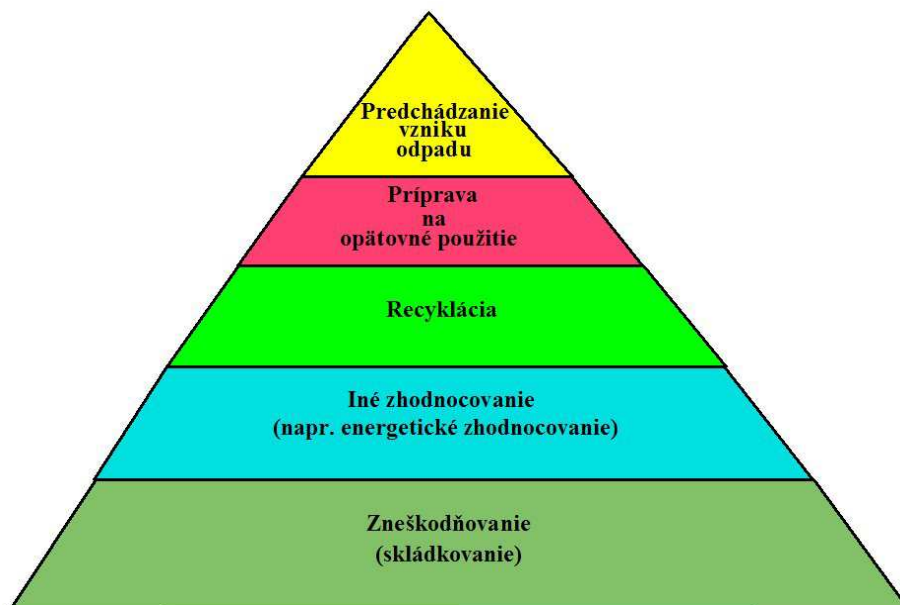 Predchádzanie
vzniku
odpadu
Príprava
na
opätovné použitie
Recyklácia
Iné zhodnocovanie
(napr. energetické zhodnocovanie)
Zneškodňovanie
(skládkovanie)